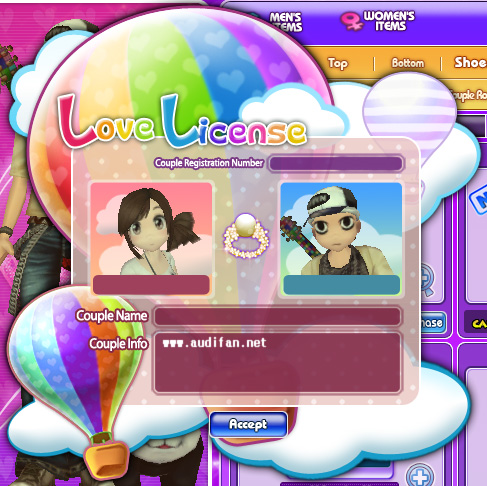 MEN'S
ITEMS
WOMEN'S
ITEMS
Top
Bottom
Shoe
Love License
Couple Registration Number
Couple Name
Couple Info
www.audifan.net
Accept